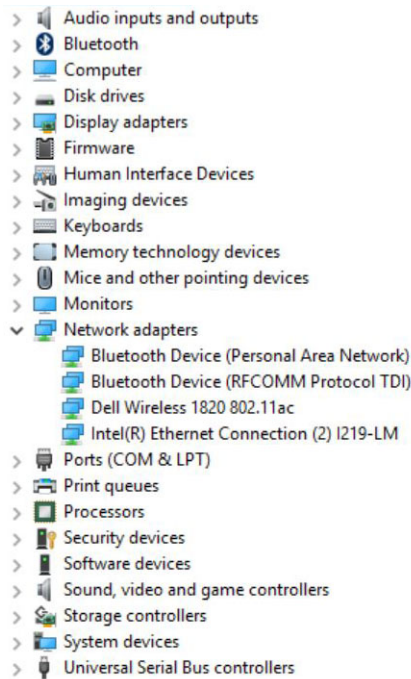 Audio inputs and outputs
Bluetooth
Computer
Disk drives
Display adapters
Firmware
Human Interface Devices
Imaging devices
Keyboards
Memory technology devices
Mice and other pointing devices
Monitors
Network adapters
Bluetooth Device (Personal Area Network)
Bluetooth Device (RFCOMM Protocol TDI)
Dell Wireless 1820 802.11ac
Intel(R) Ethernet Connection (2) I219-LM
Ports (COM & LPT)
Print queues
Processors
Security devices
Software devices
Sound, video and game controllers
Storage controllers
System devices
Universal Serial Bus controllers